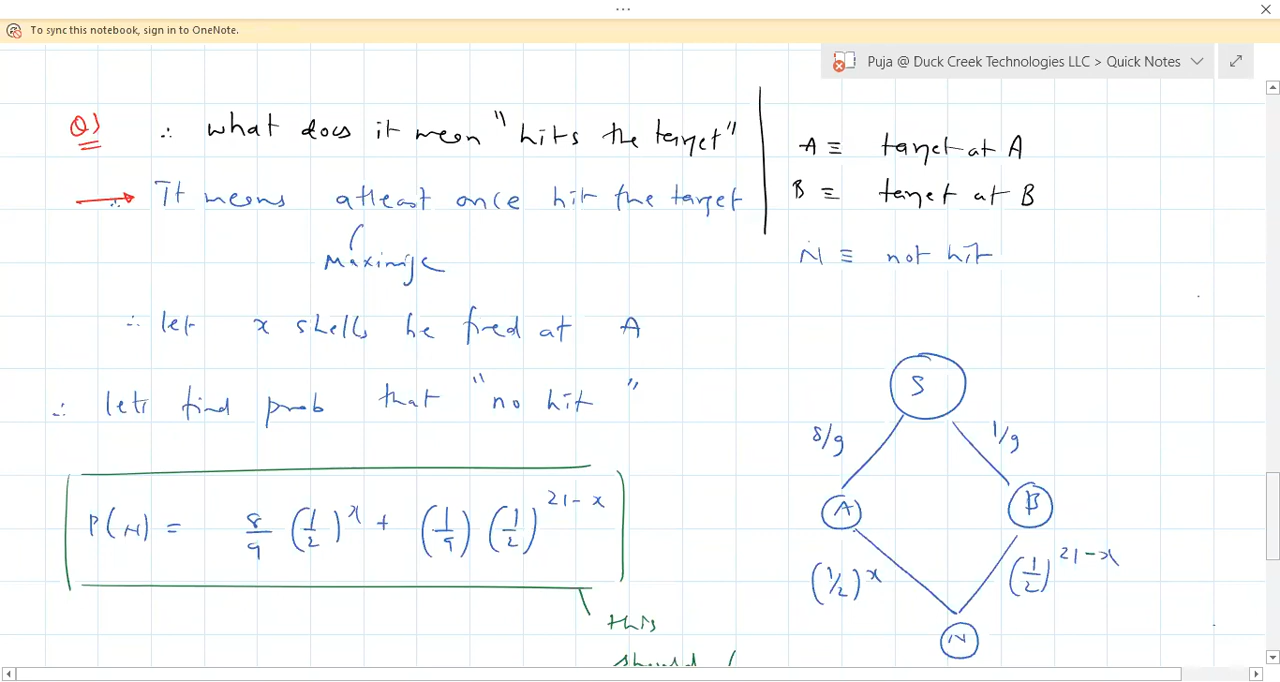 ...
To sync this notebook, sign in to OneNote.
Puja @ Duck Creek Technologies LLC > Quick Notes
Q) ∴ what does it mean "hits the target"
∴ It means atleast once hit the target
Maximise
A ≡ target at A
B ≡ target at B
N ≡ not hit
∴ let x shells be fired at A
∴ lets find prob that "no hit"
P(N) = 8/9 (1/2)^x + (1/9) (1/2)^21-x
this
should
S
8/9
1/9
A
B
(1/2)^x
(1/2)^21-x
N